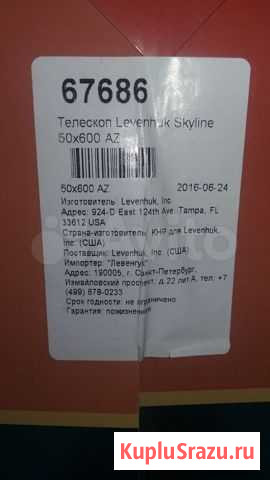 67686
Телескоп Levenhuk Skyline
50x600 AZ
50x600 AZ 2016-06-24
Изготовитель: Levenhuk, Inc.
Адрес: 924-D East 124th Ave. Tampa, FL
33612 USA
Страна-изготовитель: КНР для Levenhuk,
Inc. (США)
Поставщик: Levenhuk, Inc. (США)
Импортер: "Левенгук"
Адрес: 190005, г. Санкт-Петербург,
Измайловский проспект, д.22 лит.А, тел: +7
(499) 678-0233
Срок годности: не ограничено
Гарантия: пожизненная
KupluSrazu.ru